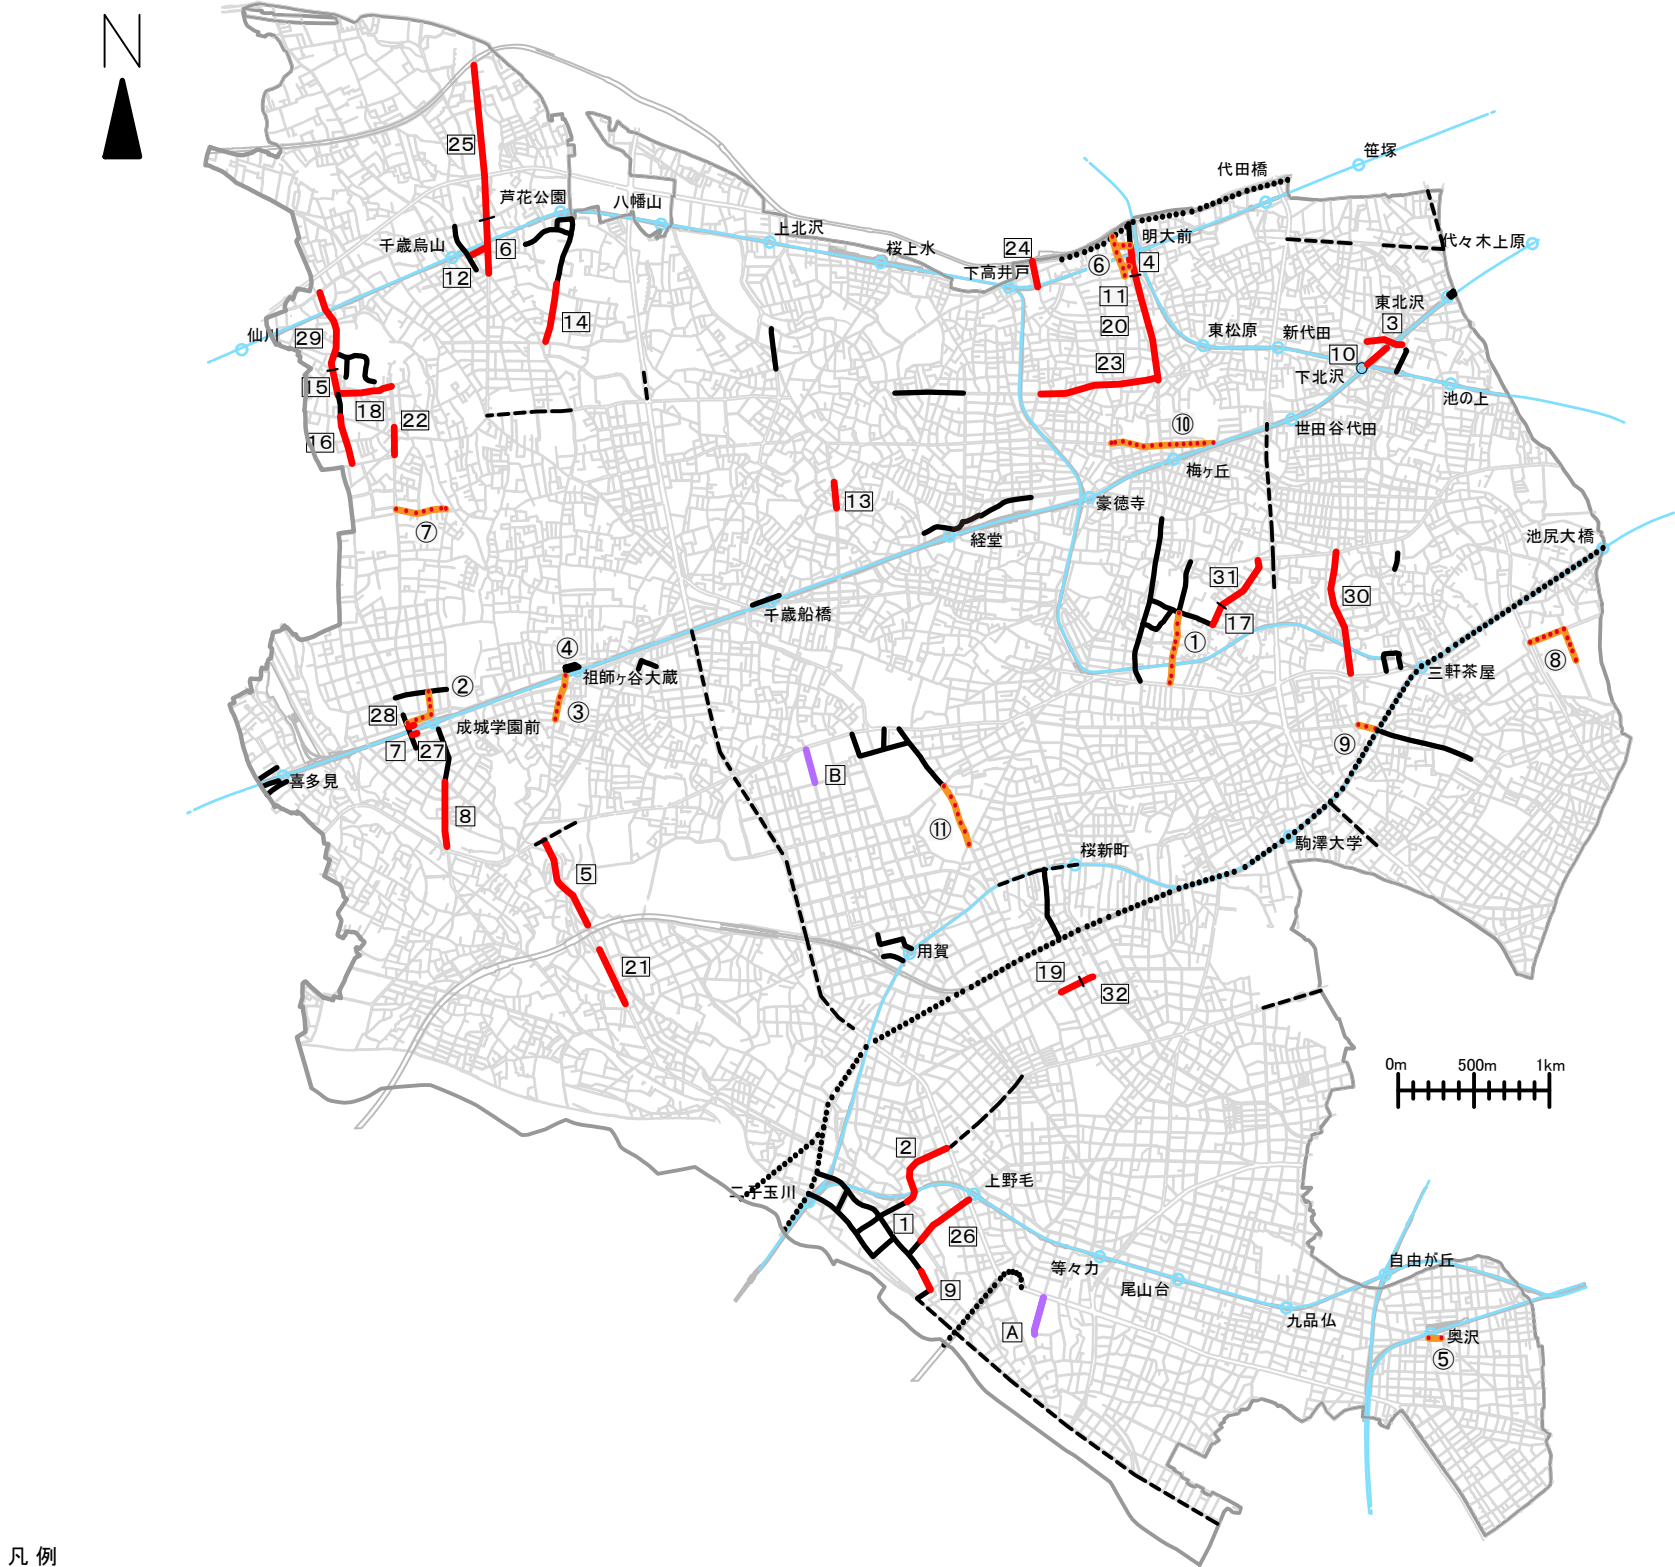 N
笹塚
代田橋
25
芦花公園
八幡山
上北沢
明大前
代々木上原
千歳烏山
6
桜上水
24
4
12
下高井戸
⑥
11
東北沢
3
仙川
29
14
20
東松原
新代田
10
下北沢
15
23
18
22
池の上
16
⑩
世田谷代田
梅ヶ丘
13
豪徳寺
⑦
経堂
池尻大橋
31
30
千歳船橋
17
①
④
祖師ヶ谷大蔵
⑧
三軒茶屋
②
28
③
成城学園前
7
27
⑨
喜多見
B
8
⑪
駒澤大学
桜新町
5
用賀
21
19
32
0m
500m
1km
2
上野毛
二子玉川
1
26
等々力
自由が丘
尾山台
9
九品仏
A
奥沢
⑤
凡 例